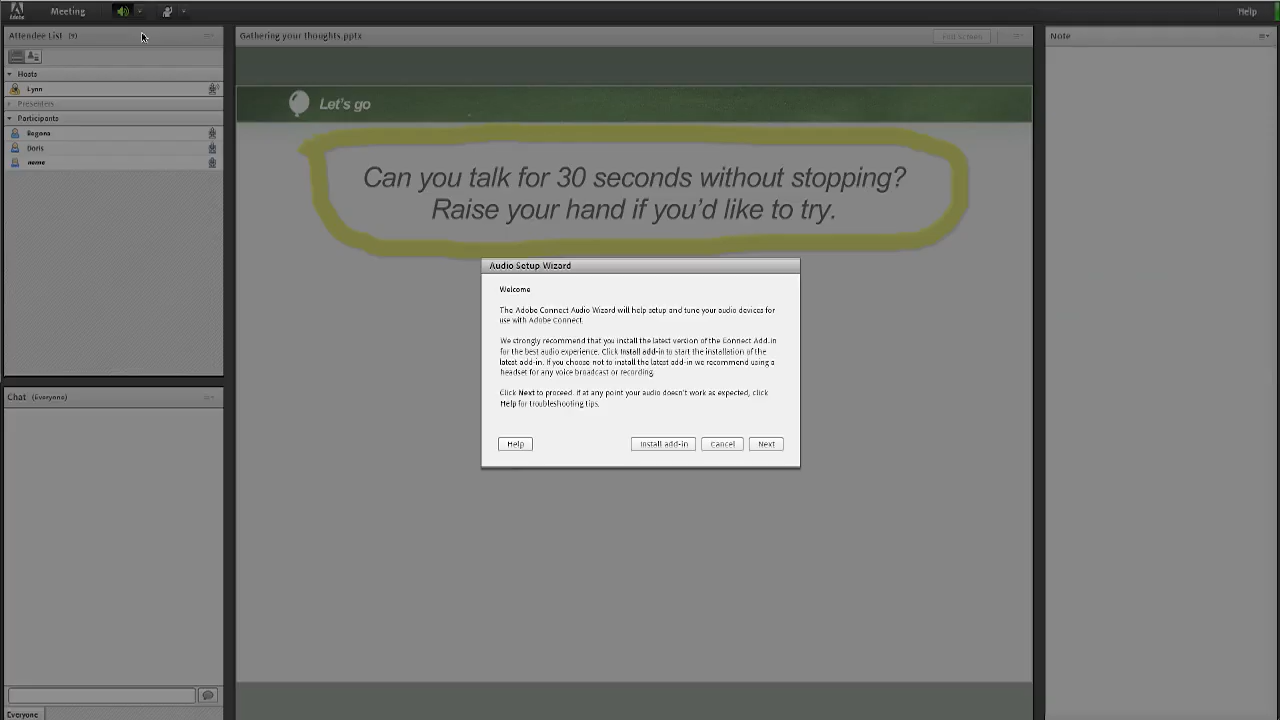 Adobe
Meeting
Help
Attendee List
Gathering your thoughts.pptx
Full Screen
Note
Hosts
Lynn
Presenters
Participants
Begona
Doris
name
Let's go
Can you talk for 30 seconds without stopping?
Raise your hand if you'd like to try.
Audio Setup Wizard
Welcome
The Adobe Connect Audio Wizard will help setup and tune your audio devices for
use with Adobe Connect.
We strongly recommend that you install the latest version of the Connect Add-in
for the best audio experience. Click Install add-in to start the installation of the
latest add-in. If you choose not to install the latest add-in we recommend using a
headset for any voice broadcast or recording.
Click Next to proceed. If at any point your audio doesn't work as expected, click
Help for troubleshooting tips.
Help
Install add-in
Cancel
Next
Chat (Everyone)
Everyone